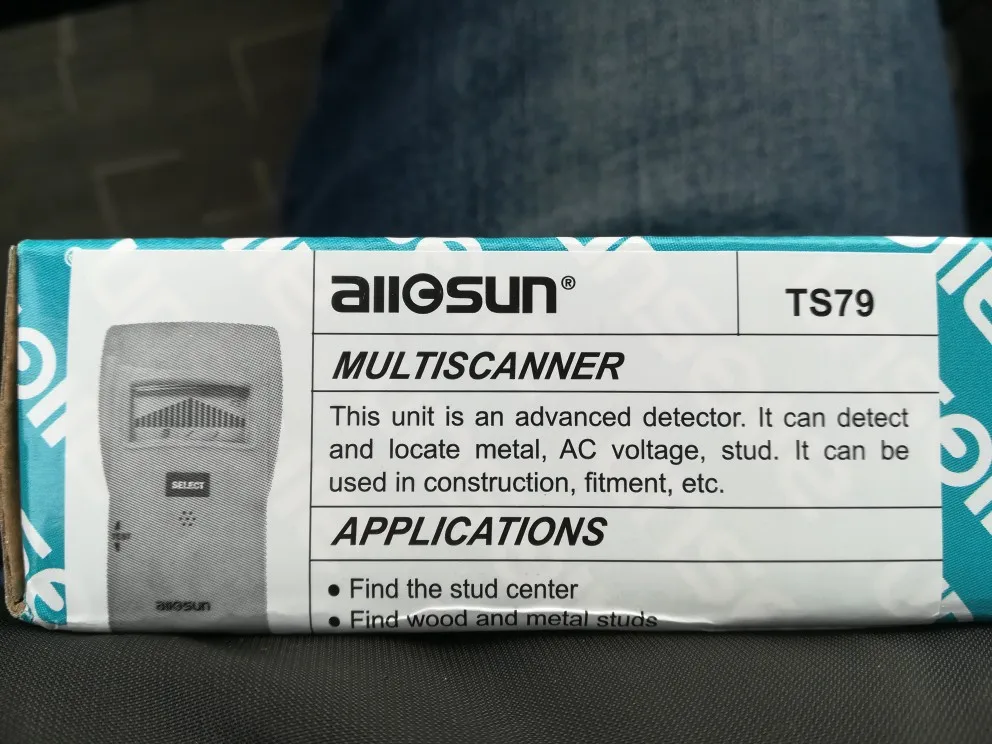 allosun® TS79
MULTISCANNER
This unit is an advanced detector. It can detect
and locate metal, AC voltage, stud. It can be
used in construction, fitment, etc.
APPLICATIONS
• Find the stud center
• Find wood and metal studs
SELECT
TEST
allosun